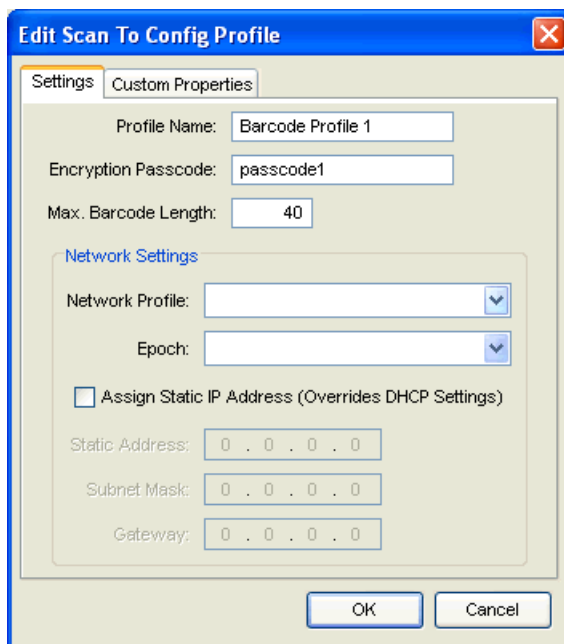 Edit Scan To Config Profile
Settings Custom Properties
Profile Name: Barcode Profile 1
Encryption Passcode: passcode1
Max. Barcode Length: 40
Network Settings
Network Profile:
Epoch:
Assign Static IP Address (Overrides DHCP Settings)
Static Address: 0 . 0 . 0 . 0
Subnet Mask: 0 . 0 . 0 . 0
Gateway: 0 . 0 . 0 . 0
OK Cancel